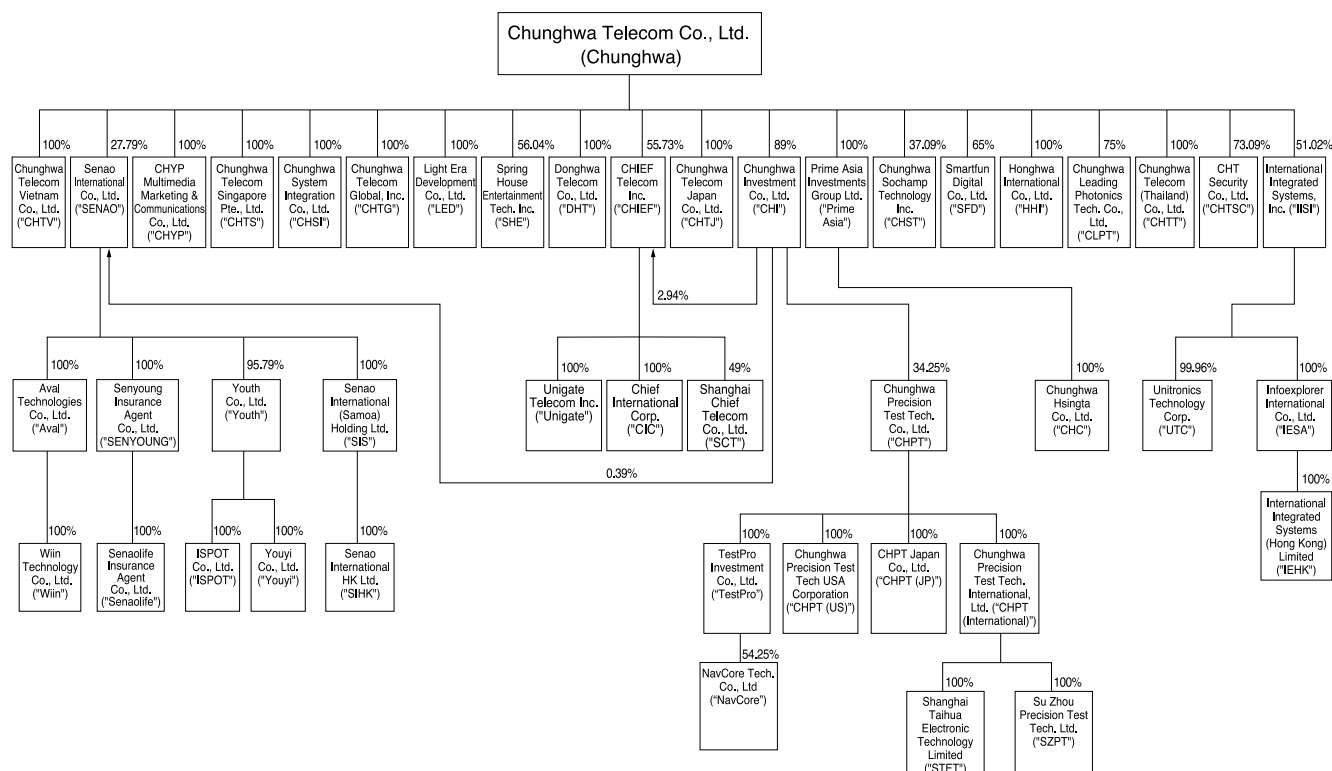 Chunghwa Telecom Co., Ltd.
(Chunghwa)
100%
Chunghwa
Telecom
Vietnam
Co., Ltd.
("CHTV")
27.79%
Senao
International
Co., Ltd.
("SENAO")
100%
CHYP
Multimedia
Marketing &
Communications
Co., Ltd.
("CHYP")
100%
Chunghwa
Telecom
Singapore
Pte., Ltd.
("CHTS")
100%
Chunghwa
System
Integration
Co., Ltd.
("CHSI")
100%
Chunghwa
Telecom
Global, Inc.
("CHTG")
100%
Light Era
Development
Co., Ltd.
("LED")
56.04%
Spring
House
Entertainment
Tech. Inc.
("SHE")
100%
Donghwa
Telecom Co.,
Ltd.
("DHT")
55.73%
CHIEF
Telecom
Inc.
("CHIEF")
100%
Chunghwa
Telecom
Japan
Co., Ltd.
("CHTJ")
89%
Chunghwa
Investment
Co., Ltd.
("CHI")
100%
Prime Asia
Investments
Group Ltd.
("Prime
Asia")
37.09%
Chunghwa
Sochamp
Technology
Inc.
("CHST")
65%
Smartfun
Digital
Co., Ltd.
("SFD")
100%
Honghwa
International
Co., Ltd.
("HHI")
75%
Chunghwa
Leading
Photonics
Tech. Co.,
Ltd.
("CLPT")
100%
Chunghwa
Telecom
(Thailand)
Co., Ltd.
("CHTT")
73.09%
CHT
Security
Co., Ltd.
("CHTSC")
51.02%
International
Integrated
Systems,
Inc. ("IISI")
2.94%
0.39%
100%
Aval
Technologies
Co., Ltd.
("Aval")
100%
Senyoung
Insurance
Agent
Co., Ltd.
("SENYOUNG")
95.79%
Youth
Co., Ltd.
("Youth")
100%
Senao
International
(Samoa)
Holding Ltd.
("SIS")
100%
Unigate
Telecom Inc.
("Unigate")
100%
Chief
International
Corp.
("CIC")
49%
Shanghai
Chief
Telecom
Co., Ltd.
("SCT")
34.25%
Chunghwa
Precision
Test Tech.
Co., Ltd.
("CHPT")
100%
Chunghwa
Hsingta
Co., Ltd.
("CHC")
99.96%
Unitronics
Technology
Corp.
("UTC")
100%
Infoexplorer
International
Co., Ltd.
("IESA")
100%
Wiin
Technology
Co., Ltd.
("Wiin")
100%
Senaolife
Insurance
Agent
Co., Ltd.
("Senaolife")
100%
ISPOT
Co., Ltd.
("ISPOT")
100%
Youyi
Co., Ltd.
("Youyi")
100%
Senao
International
HK Ltd.
("SIHK")
100%
TestPro
Investment
Co., Ltd.
("TestPro")
100%
Chunghwa
Precision Test
Tech USA
Corporation
("CHPT (US)")
100%
CHPT Japan
Co., Ltd.
("CHPT (JP)")
100%
Chunghwa
Precision
Test Tech.
International,
Ltd. ("CHPT
(International)")
100%
International
Integrated
Systems
(Hong Kong)
Limited
("IEHK")
54.25%
NavCore Tech.
Co., Ltd
("NavCore")
100%
Shanghai
Taihua
Electronic
Technology
Limited
("STET")
100%
Su Zhou
Precision Test
Tech. Ltd.
("SZPT")